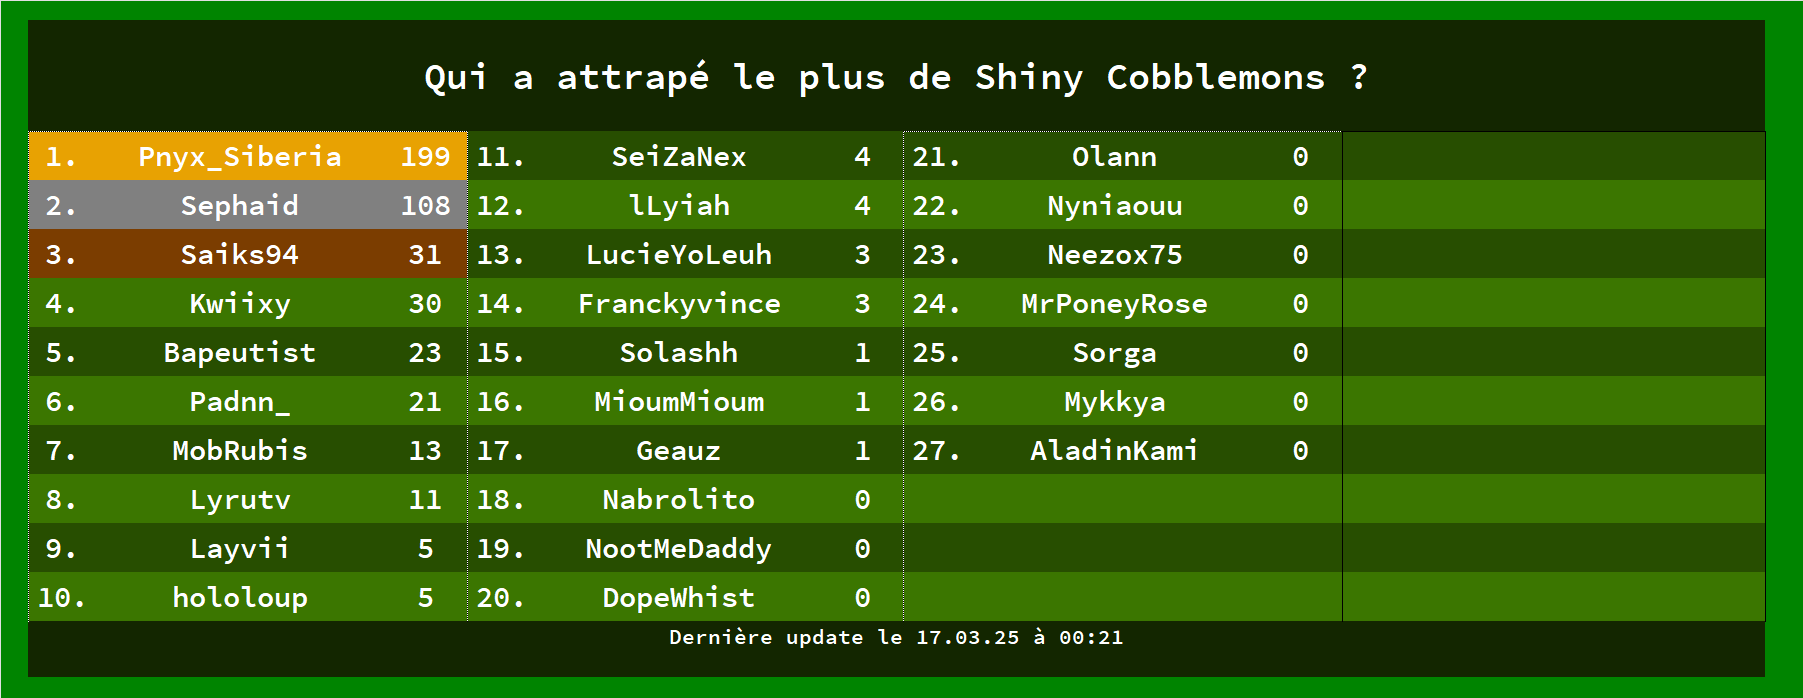 Qui a attrapé le plus de Shiny Cobblemons ?
1. Pnyx_Siberia 199
2. Sephaid 108
3. Saiks94 31
4. Kwiixy 30
5. Bapeutist 23
6. Padnn_ 21
7. MobRubis 13
8. Lyrutv 11
9. Layvii 5
10. hololoup 5
11. SeiZaNex 4
12. lLyiah 4
13. LucieYoLeuh 3
14. Franckyvince 3
15. Solashh 1
16. MioumMioum 1
17. Geauz 1
18. Nabrolito 0
19. NootMeDaddy 0
20. DopeWhist 0
21. Olann 0
22. Nyniaouu 0
23. Neezox75 0
24. MrPoneyRose 0
25. Sorga 0
26. Mykkya 0
27. AladinKami 0
Dernière update le 17.03.25 à 00:21